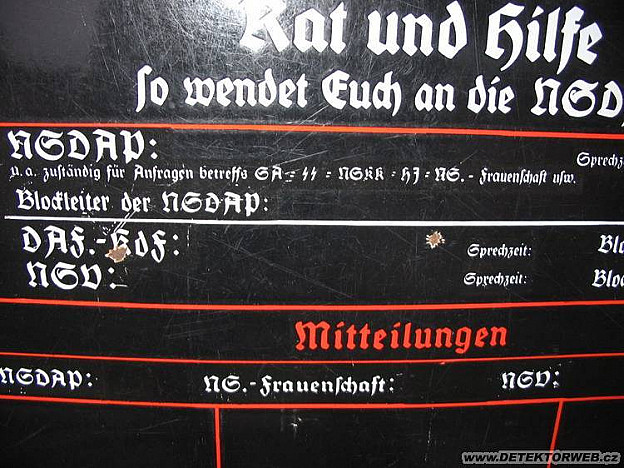 Rat und Hilfe
so wendet Euch an die NSD
NSDAP:
u. a. zuständig für Anfragen betreffs SA = ϟϟ = NSKK = HJ = NS. - Frauenschaft usw. Sprechz
Blockleiter der NSDAP:
DAF.-KdF: Sprechzeit: Blo
NSV: Sprechzeit: Bloc
Mitteilungen
NSDAP: NS.-Frauenschaft: NSV:
www.DETEKTORWEB.cz